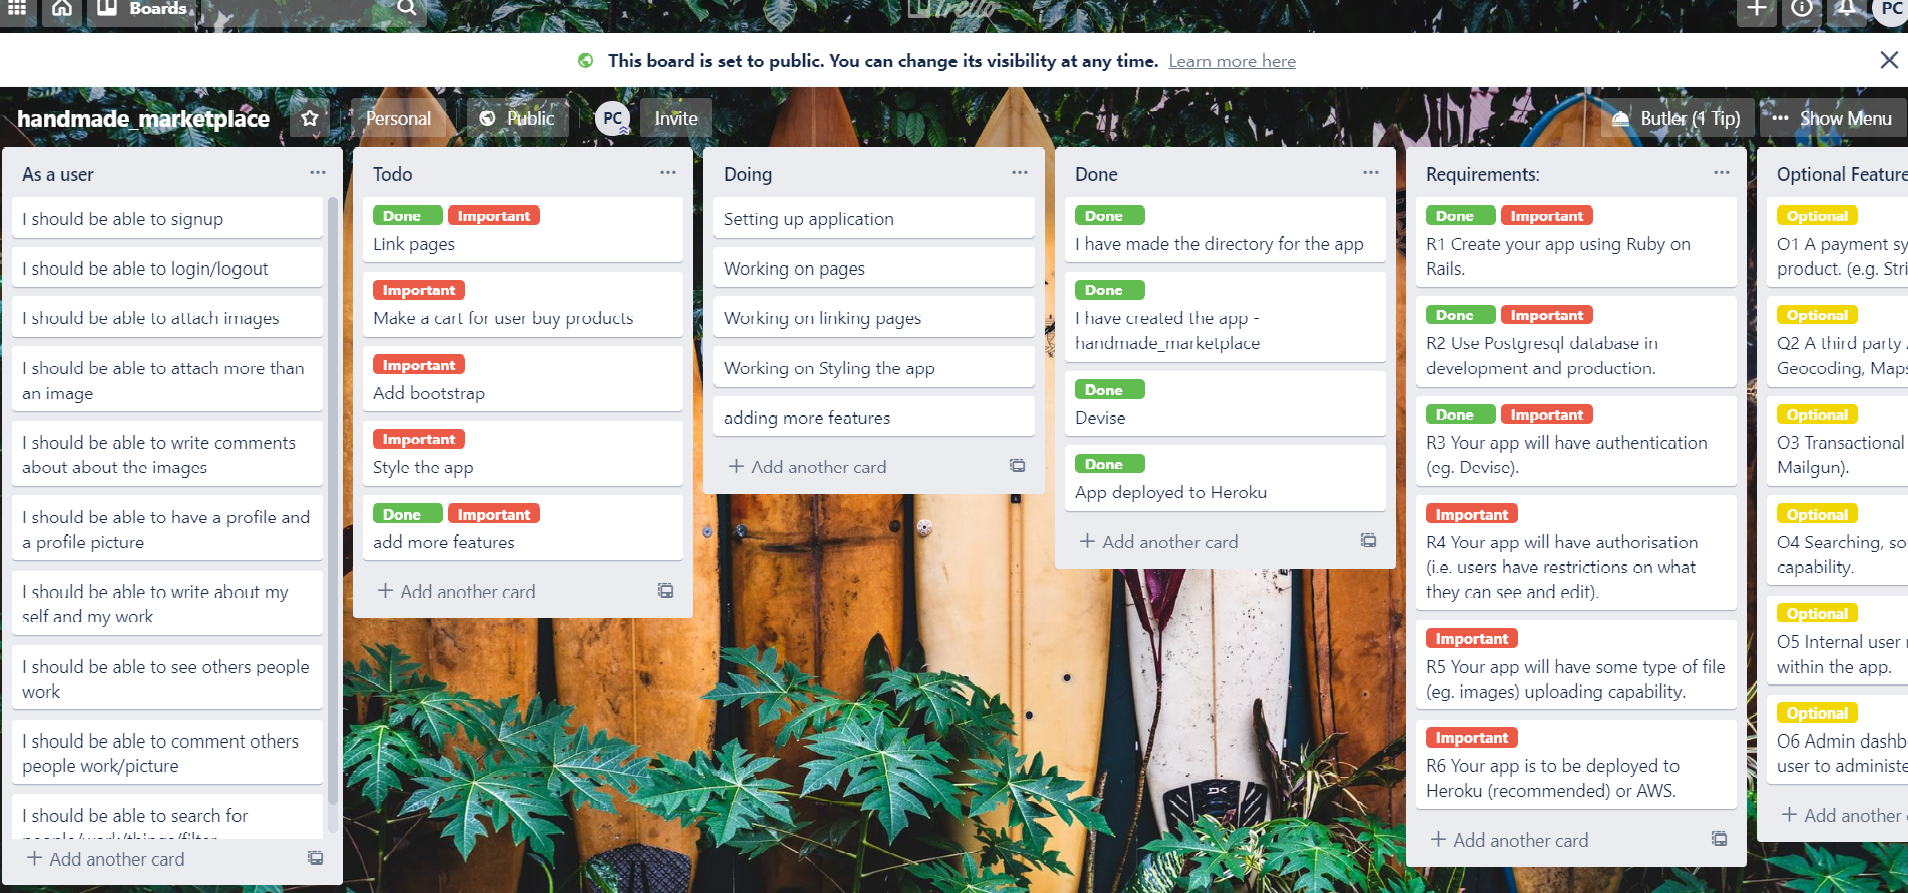 Boards
Trello
PC
This board is set to public. You can change its visibility at any time. Learn more here
handmade_marketplace
Personal
Public
PC
Invite
Butler (1 Tip)
Show Menu
As a user
I should be able to signup
I should be able to login/logout
I should be able to attach images
I should be able to attach more than
an image
I should be able to write comments
about about the images
I should be able to have a profile and
a profile picture
I should be able to write about my
self and my work
I should be able to see others people
work
I should be able to comment others
people work/picture
I should be able to search for
people/work/things/filter
+ Add another card
Todo
Done Important
Link pages
Important
Make a cart for user buy products
Important
Add bootstrap
Important
Style the app
Done Important
add more features
+ Add another card
Doing
Setting up application
Working on pages
Working on linking pages
Working on Styling the app
adding more features
+ Add another card
Done
Done
I have made the directory for the app
Done
I have created the app -
handmade_marketplace
Done
Devise
Done
App deployed to Heroku
+ Add another card
Requirements:
Done Important
R1 Create your app using Ruby on
Rails.
Done Important
R2 Use Postgresql database in
development and production.
Done Important
R3 Your app will have authentication
(eg. Devise).
Important
R4 Your app will have authorisation
(i.e. users have restrictions on what
they can see and edit).
Important
R5 Your app will have some type of file
(eg. images) uploading capability.
Important
R6 Your app is to be deployed to
Heroku (recommended) or AWS.
+ Add another card
Optional Feature
Optional
O1 A payment sy
product. (e.g. Stri
Optional
Q2 A third party
Geocoding, Maps
Optional
O3 Transactional
Mailgun).
Optional
O4 Searching, so
capability.
Optional
O5 Internal user
within the app.
Optional
O6 Admin dashb
user to administe
+ Add another